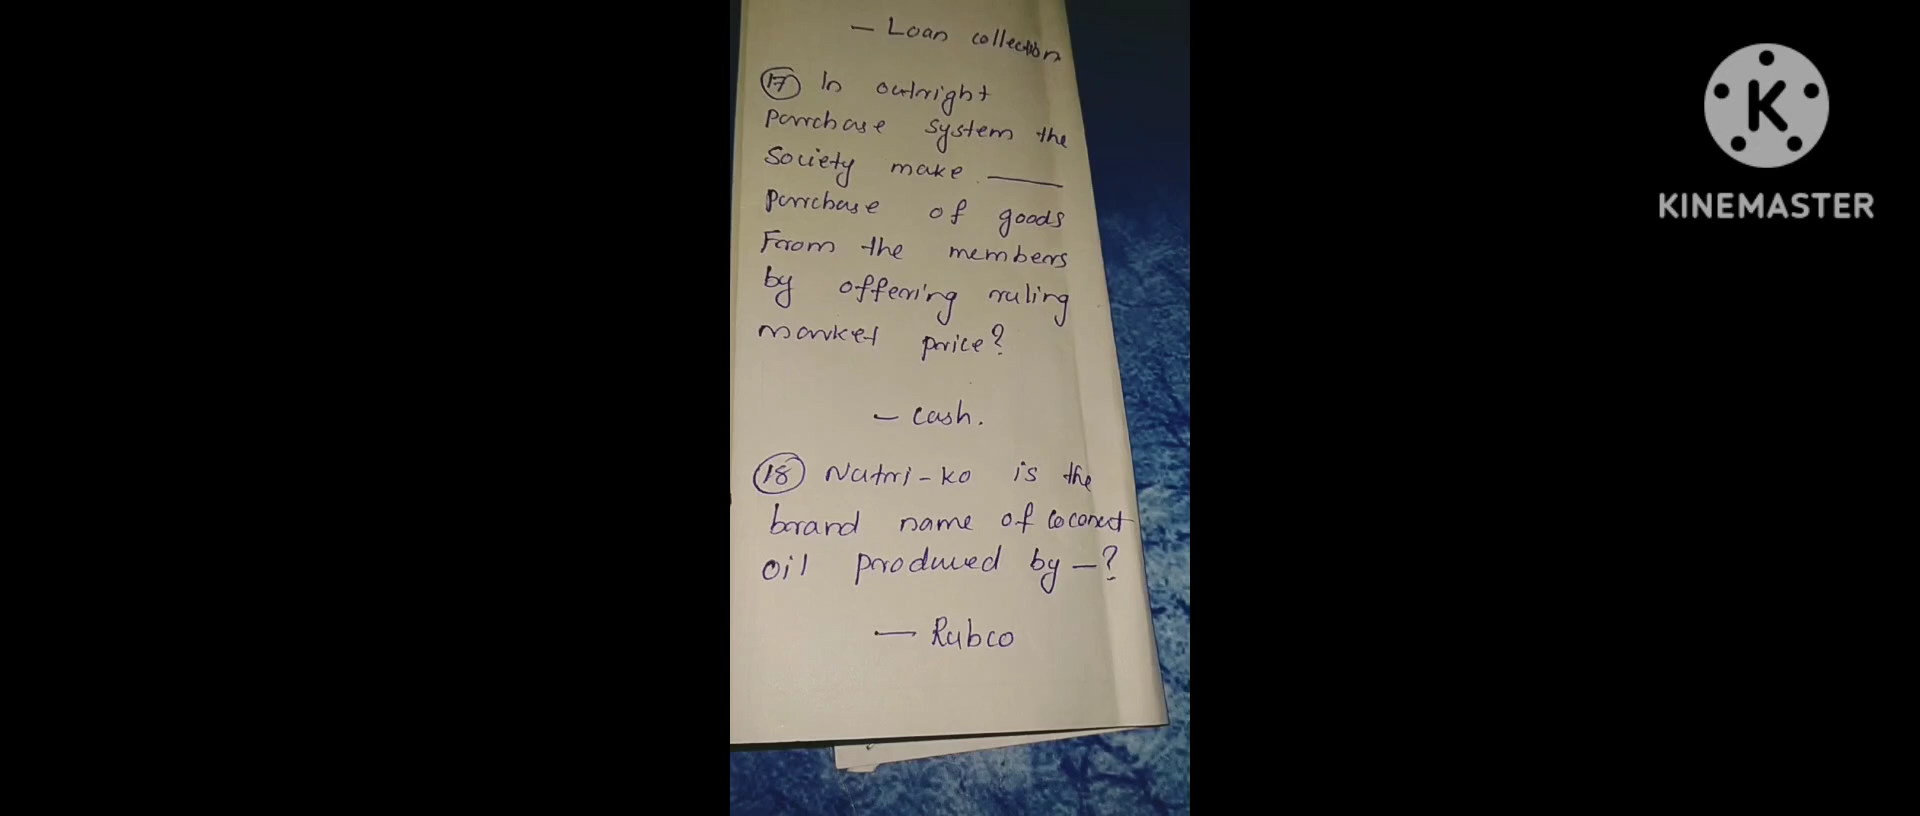 — Loan collection
17 In outright
purchase system the
Society make ____
purchase of goods
From the members
by offering ruling
market price?
— cash.
18 Nutri-ko is the
brand name of coconut
oil produced by —?
— Rubco
K
KINEMASTER